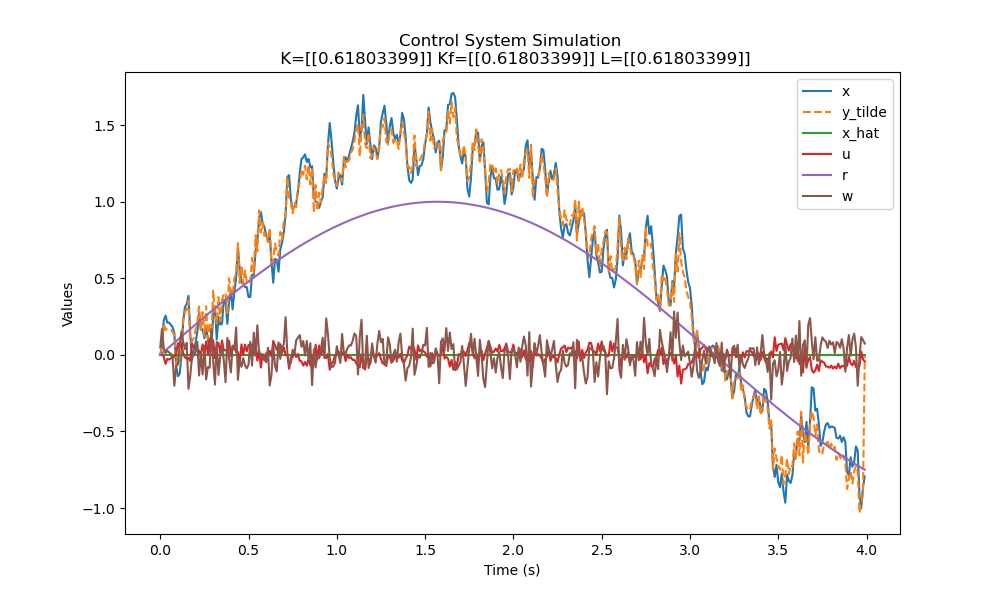 Control System Simulation
K=[[0.61803399]] Kf=[[0.61803399]] L=[[0.61803399]]
x
y_tilde
x_hat
u
r
w
Values
1.5
1.0
0.5
0.0
−0.5
−1.0
0.0 0.5 1.0 1.5 2.0 2.5 3.0 3.5 4.0
Time (s)